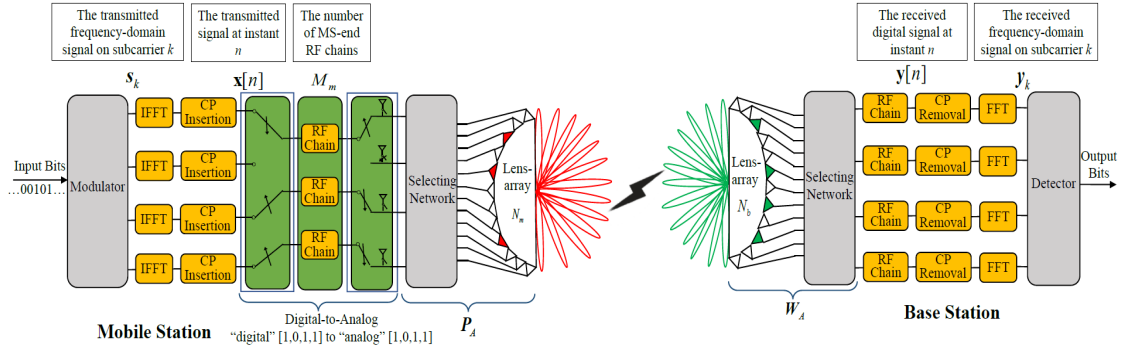 The transmitted
frequency-domain
signal on subcarrier k
The transmitted
signal at instant
n
The number
of MS-end
RF chains
The received
digital signal at
instant n
The received
frequency-domain
signal on subcarrier k
s_k
x[n]
M_m
y[n]
y_k
Input Bits
…00101…
Modulator
IFFT
CP
Insertion
IFFT
CP
Insertion
IFFT
CP
Insertion
IFFT
CP
Insertion
RF
Chain
RF
Chain
RF
Chain
Selecting
Network
Lens-
array
N_m
Lens-
array
N_b
Selecting
Network
RF
Chain
CP
Removal
FFT
RF
Chain
CP
Removal
FFT
RF
Chain
CP
Removal
FFT
RF
Chain
CP
Removal
FFT
Detector
Output
Bits
Mobile Station
Digital-to-Analog
“digital” [1,0,1,1] to “analog” [1,0,1,1]
P_A
W_A
Base Station